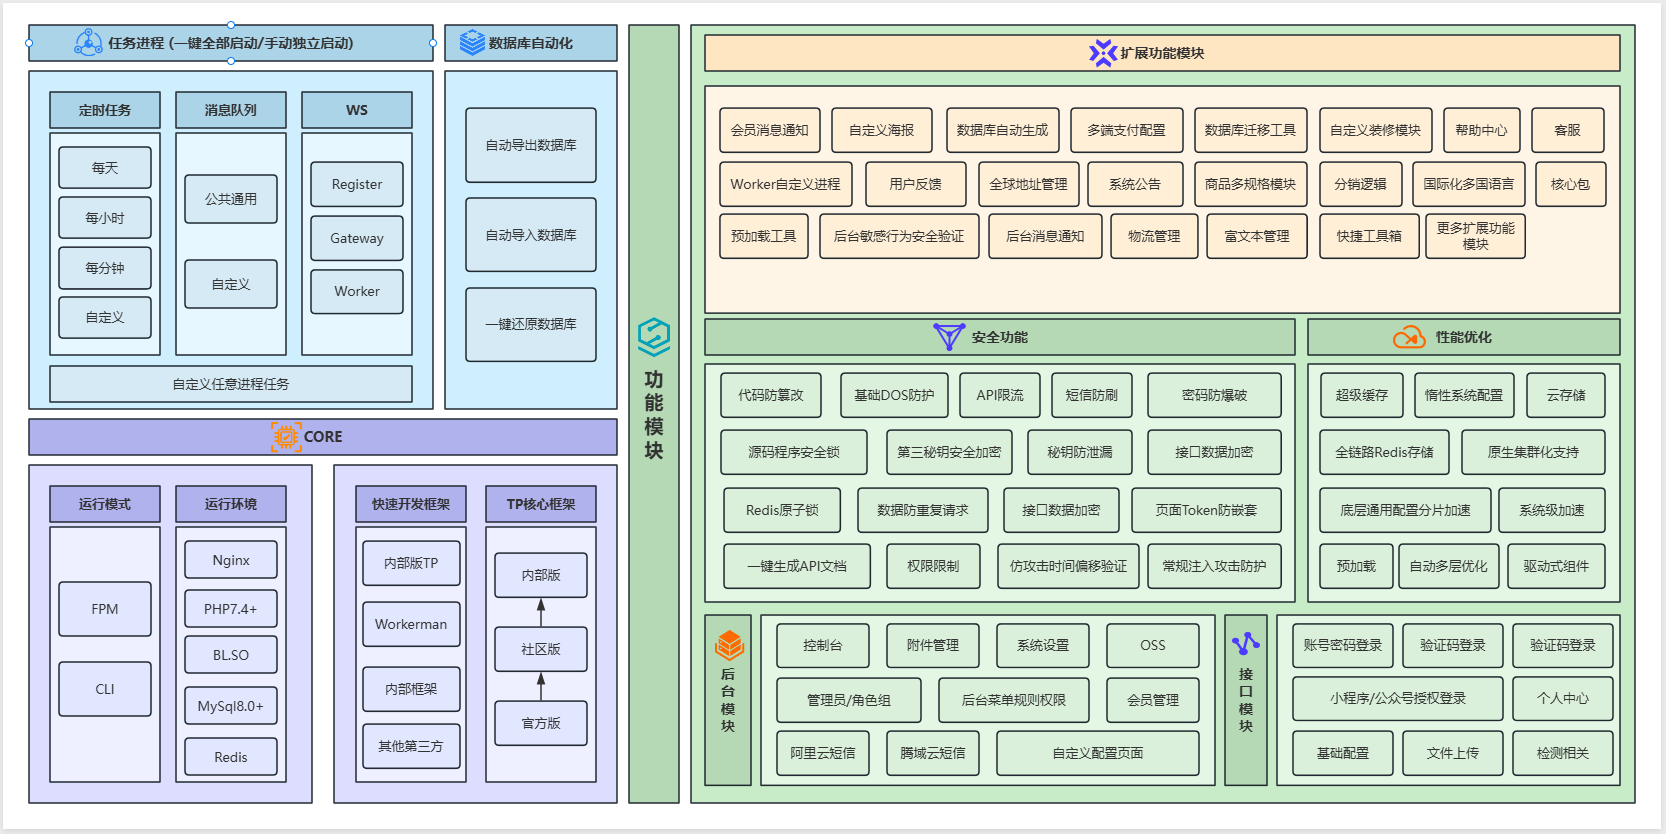 任务进程 (一键全部启动/手动独立启动)
数据库自动化
定时任务
消息队列
WS
每天
每小时
每分钟
自定义
公共通用
自定义
Register
Gateway
Worker
自定义任意进程任务
自动导出数据库
自动导入数据库
一键还原数据库
CORE
运行模式
运行环境
FPM
CLI
Nginx
PHP7.4+
BL.SO
MySql8.0+
Redis
快速开发框架
TP核心框架
内部版TP
Workerman
内部框架
其他第三方
内部版
社区版
官方版
功能模块
扩展功能模块
会员消息通知
自定义海报
数据库自动生成
多端支付配置
数据库迁移工具
自定义装修模块
帮助中心
客服
Worker自定义进程
用户反馈
全球地址管理
系统公告
商品多规格模块
分销逻辑
国际化多国语言
核心包
预加载工具
后台敏感行为安全验证
后台消息通知
物流管理
富文本管理
快捷工具箱
更多扩展功能
模块
安全功能
代码防篡改
基础DOS防护
API限流
短信防刷
密码防爆破
源码程序安全锁
第三秘钥安全加密
秘钥防泄漏
接口数据加密
Redis原子锁
数据防重复请求
接口数据加密
页面Token防嵌套
一键生成API文档
权限限制
仿攻击时间偏移验证
常规注入攻击防护
性能优化
超级缓存
惰性系统配置
云存储
全链路Redis存储
原生集群化支持
底层通用配置分片加速
系统级加速
预加载
自动多层优化
驱动式组件
后台模块
控制台
附件管理
系统设置
OSS
管理员/角色组
后台菜单规则权限
会员管理
阿里云短信
腾域云短信
自定义配置页面
接口模块
账号密码登录
验证码登录
验证码登录
小程序/公众号授权登录
个人中心
基础配置
文件上传
检测相关